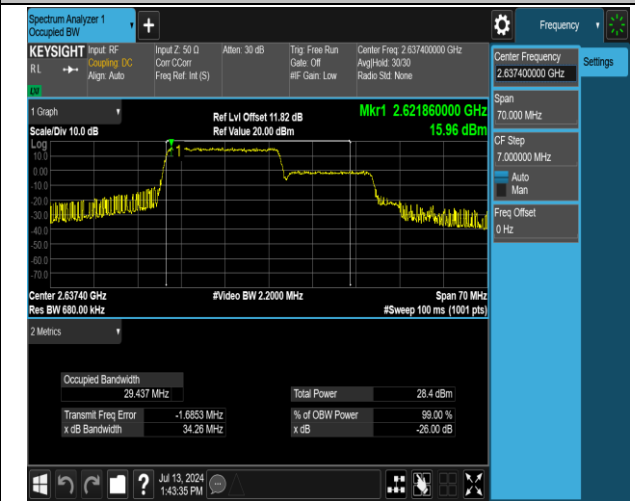 Spectrum Analyzer 1
Occupied BW
+
Frequency
KEYSIGHT
RL
Input: RF
Coupling: DC
Align: Auto
Input Z: 50 Ω
Corr CCorr
Freq Ref: Int (S)
Atten: 30 dB
Trig: Free Run
Gate: Off
#IF Gain: Low
Center Freq: 2.637400000 GHz
Avg|Hold: 30/30
Radio Std: None
LNI
Center Frequency
2.637400000 GHz
Settings
Span
70.000 MHz
CF Step
7.000000 MHz
Auto
Man
Freq Offset
0 Hz
1 Graph
Scale/Div 10.0 dB
Ref Lvl Offset 11.82 dB
Ref Value 20.00 dBm
Mkr1 2.621860000 GHz
15.96 dBm
Log
10.0
0.00
-10.0
-20.0
-30.0
-40.0
-50.0
-60.0
-70.0
1
Center 2.63740 GHz
Res BW 680.00 kHz
#Video BW 2.2000 MHz
Span 70 MHz
#Sweep 100 ms (1001 pts)
2 Metrics
Occupied Bandwidth
29.437 MHz
Total Power 28.4 dBm
Transmit Freq Error -1.6853 MHz
% of OBW Power 99.00 %
x dB Bandwidth 34.26 MHz
x dB -26.00 dB
?
Jul 13, 2024
1:43:35 PM